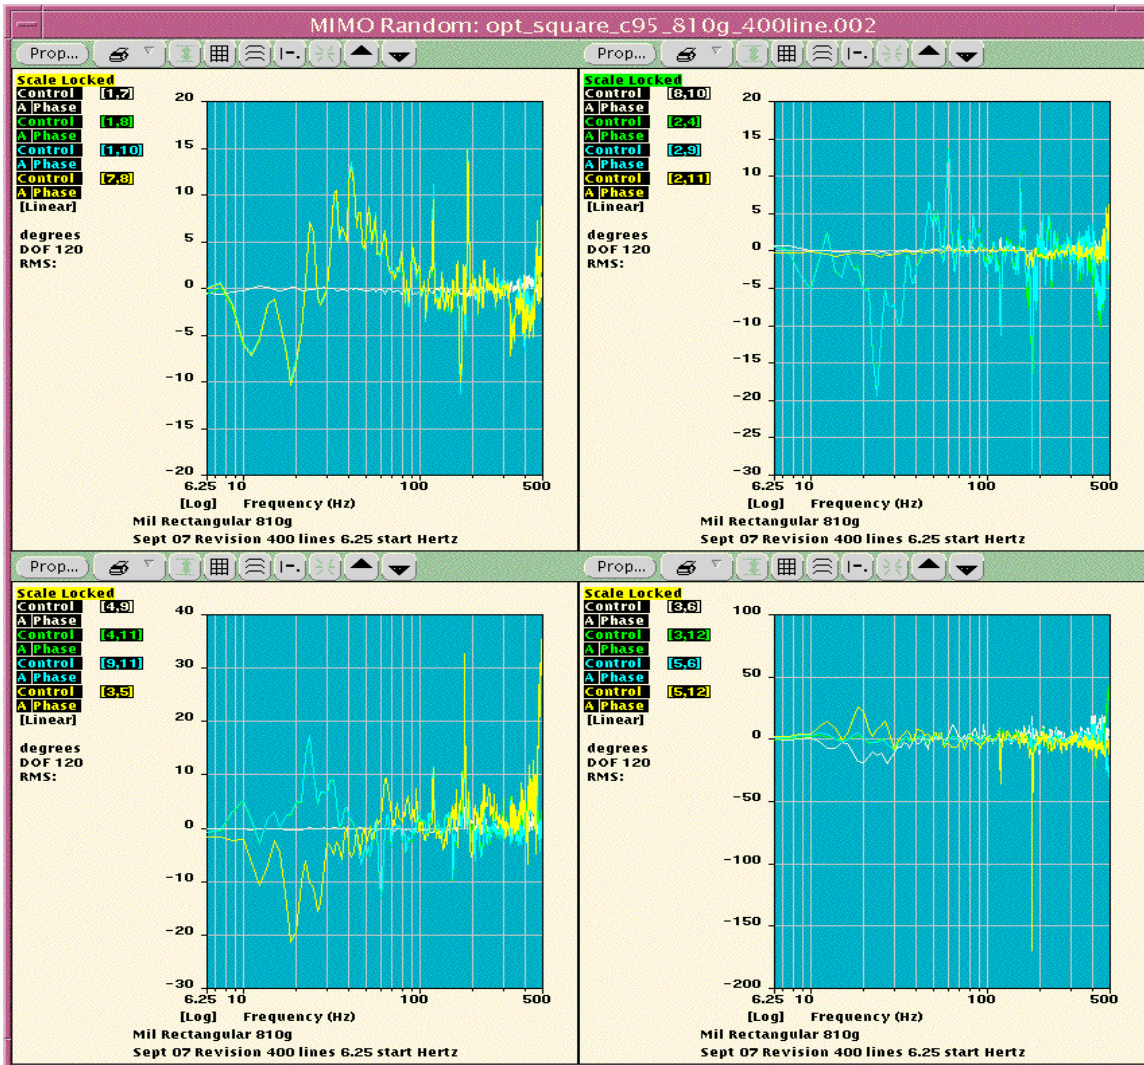 MIMO Random: opt_square_c95_810g_400line.002
Prop...
Scale Locked
Control [1,7]
A Phase
Control [1,8]
A Phase
Control [1,10]
A Phase
Control [7,8]
A Phase
[Linear]
degrees
DOF 120
RMS:
20
15
10
5
0
-5
-10
-15
-20
6.25 10 100 500
[Log] Frequency (Hz)
Mil Rectangular 810g
Sept 07 Revision 400 lines 6.25 start Hertz
Prop...
Scale Locked
Control [8,10]
A Phase
Control [2,4]
A Phase
Control [2,9]
A Phase
Control [2,11]
A Phase
[Linear]
degrees
DOF 120
RMS:
20
15
10
5
0
-5
-10
-15
-20
-25
-30
6.25 10 100 500
[Log] Frequency (Hz)
Mil Rectangular 810g
Sept 07 Revision 400 lines 6.25 start Hertz
Prop...
Scale Locked
Control [4,9]
A Phase
Control [4,11]
A Phase
Control [9,11]
A Phase
Control [3,5]
A Phase
[Linear]
degrees
DOF 120
RMS:
40
30
20
10
0
-10
-20
-30
6.25 10 100 500
[Log] Frequency (Hz)
Mil Rectangular 810g
Sept 07 Revision 400 lines 6.25 start Hertz
Prop...
Scale Locked
Control [3,6]
A Phase
Control [3,12]
A Phase
Control [5,6]
A Phase
Control [5,12]
A Phase
[Linear]
degrees
DOF 120
RMS:
100
50
0
-50
-100
-150
-200
6.25 10 100 500
[Log] Frequency (Hz)
Mil Rectangular 810g
Sept 07 Revision 400 lines 6.25 start Hertz